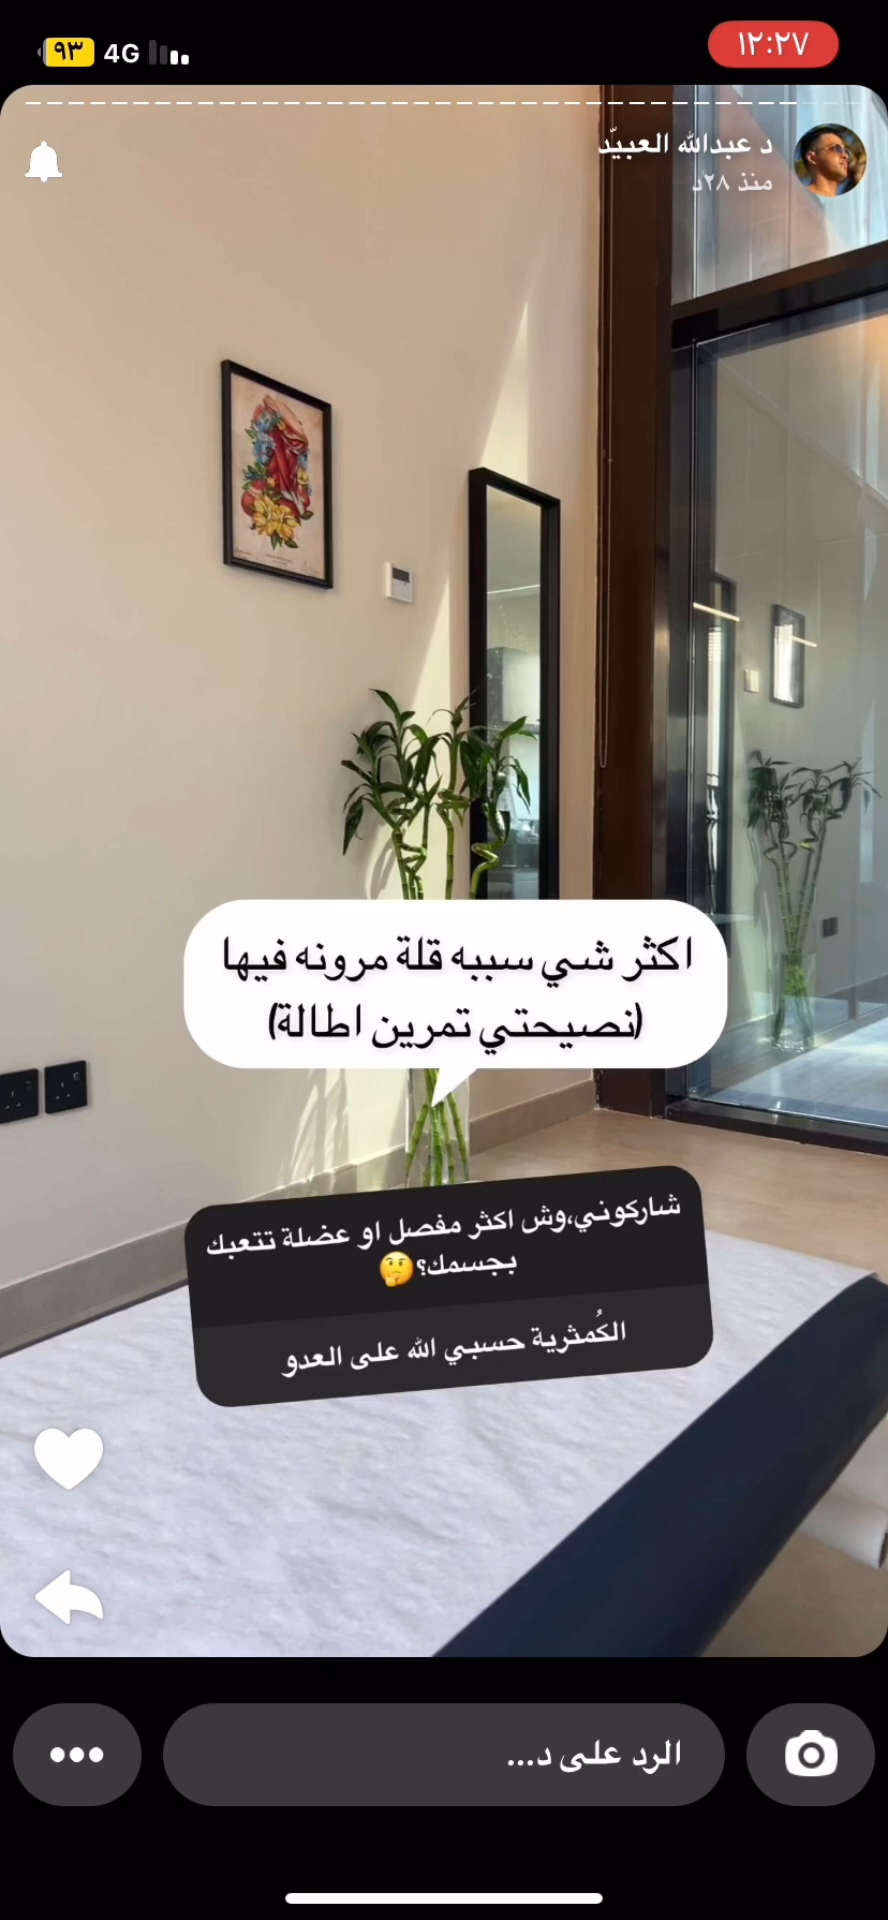 ١٢:٢٧
4G
٩٣
د عبدالله العبيّد
منذ ٢٨د
اكثر شي سببه قلة مرونه فيها
(نصيحتي تمرين اطالة)
شاركوني،وش اكثر مفصل او عضلة تتعبك
بجسمك؟🤔
الكُمثرية حسبي الله على العدو
الرد على د...